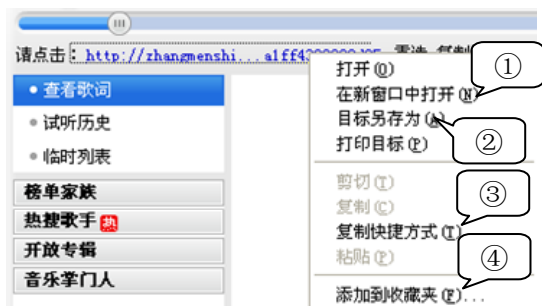 请点击: http://zhangmenshi...a1ff4
打开(O)
①
在新窗口中打开(N)
• 查看歌词
目标另存为(A)
②
试听历史
打印目标(P)
临时列表
剪切(T)
③
榜单家族
复制(C)
热搜歌手 热
复制快捷方式(T)
开放专辑
粘贴(P)
④
音乐掌门人
添加到收藏夹(F)...